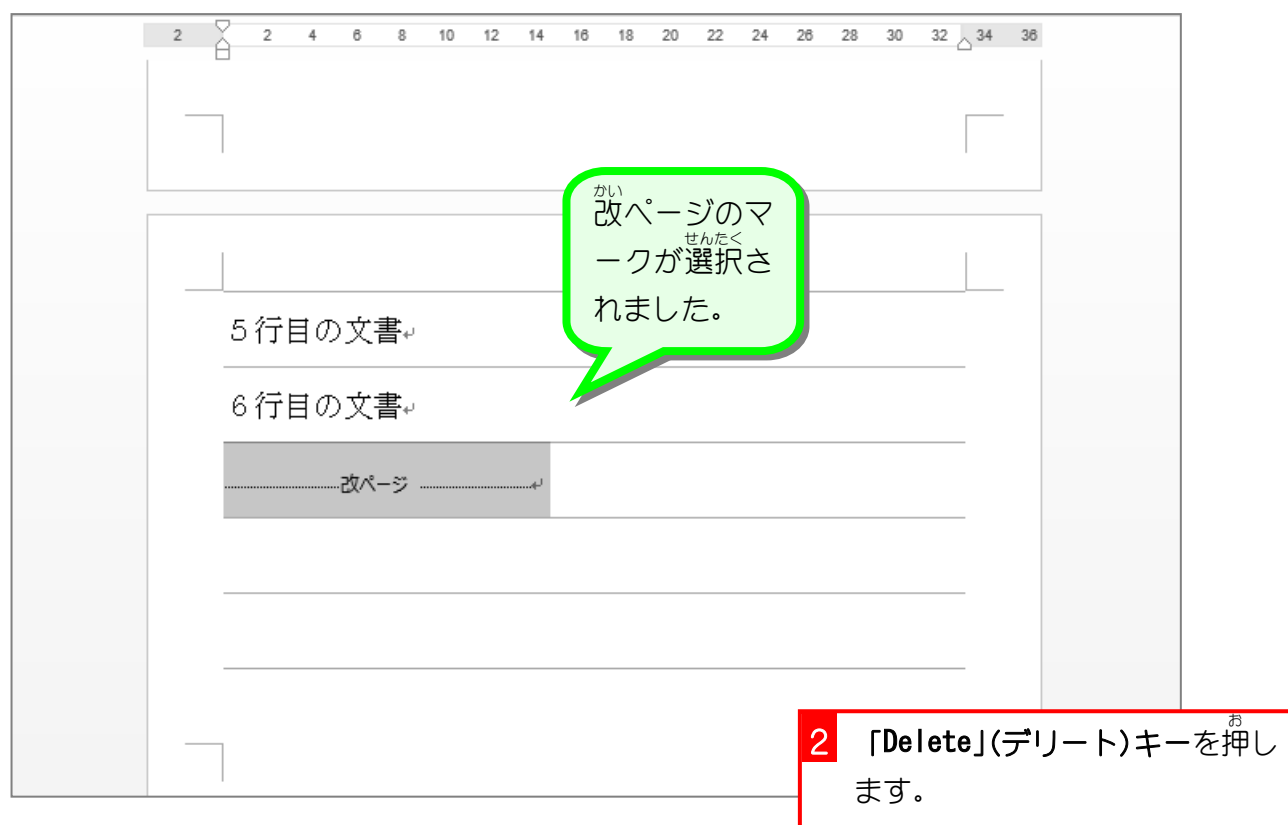 2 2 4 6 8 10 12 14 16 18 20 22 24 26 28 30 32 34 36
かい
改ページのマ
せんたく
ークが選択さ
れました。
5行目の文書↵
6行目の文書↵
改ページ↵
お
2 「Delete」(デリート)キーを押し
ます。